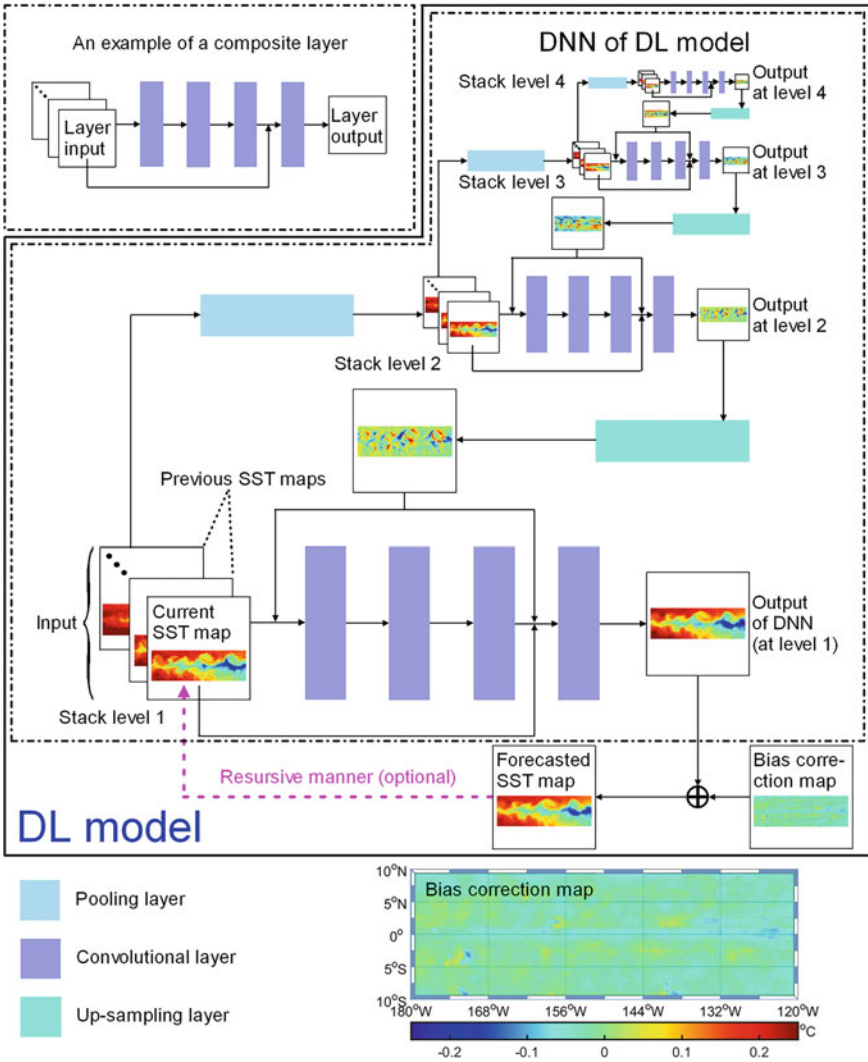 An example of a composite layer
Layer
input
Layer
output
DNN of DL model
Stack level 4
Output
at level 4
Stack level 3
Output
at level 3
Stack level 2
Output
at level 2
Previous SST maps
Input
Current
SST map
Stack level 1
Output
of DNN
(at level 1)
Resursive manner (optional)
Forecasted
SST map
Bias corre-
ction map
DL model
Pooling layer
Convolutional layer
Up-sampling layer
Bias correction map
10°N
5°N
0°
5°S
10°S
180°W 168°W 156°W 144°W 132°W 120°W
°C
-0.2 -0.1 0 0.1 0.2